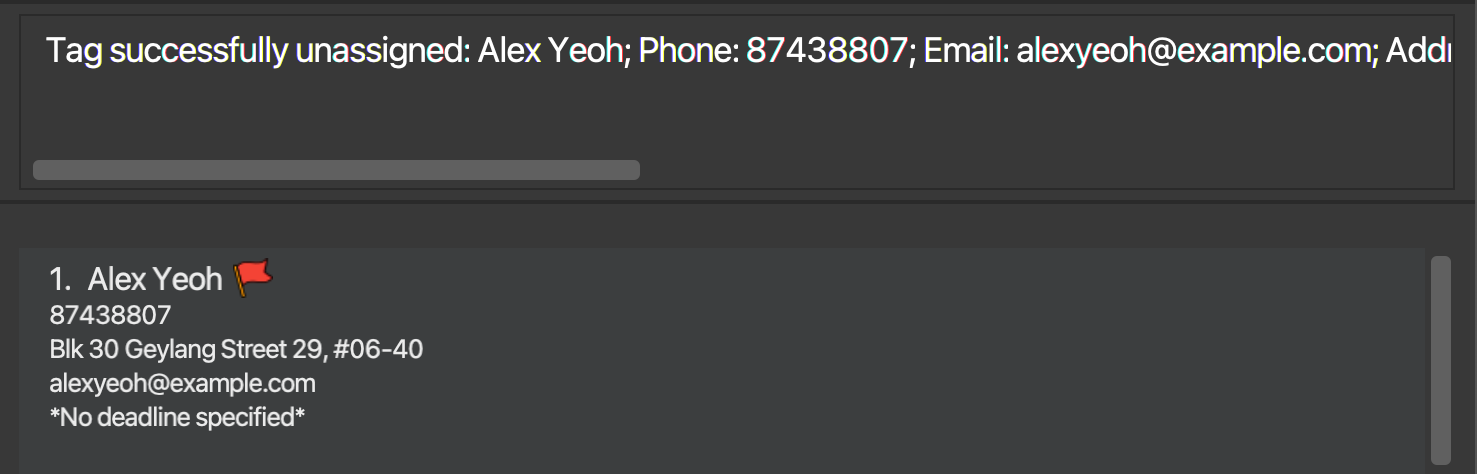 Tag successfully unassigned: Alex Yeoh; Phone: 87438807; Email: alexyeoh@example.com; Addr
1. Alex Yeoh 🚩
87438807
Blk 30 Geylang Street 29, #06-40
alexyeoh@example.com
*No deadline specified*